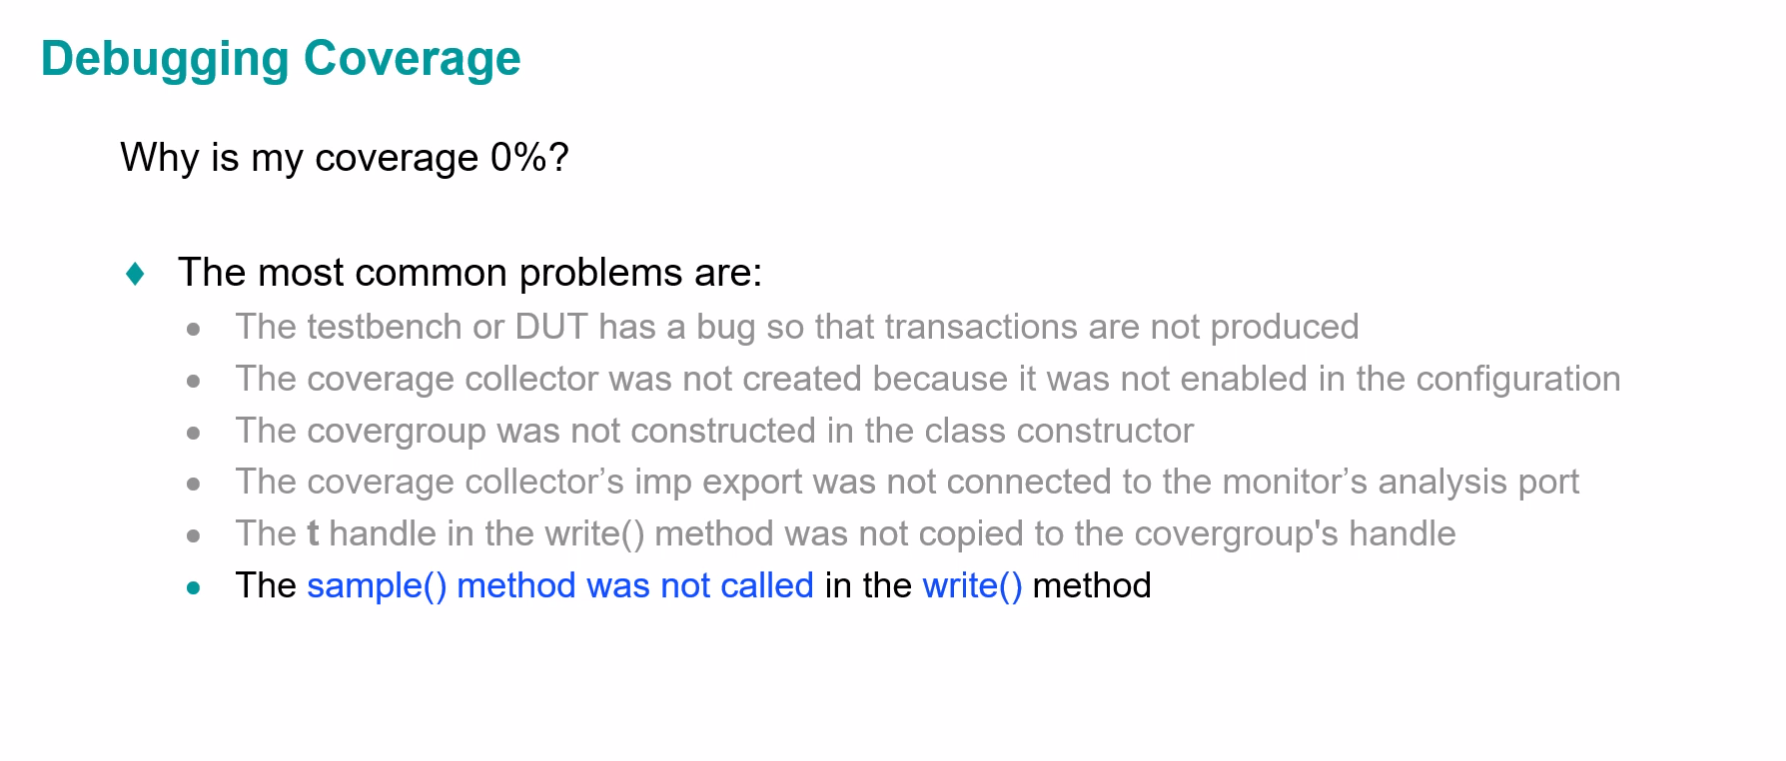 Debugging Coverage
Why is my coverage 0%?
The most common problems are:
The testbench or DUT has a bug so that transactions are not produced
The coverage collector was not created because it was not enabled in the configuration
The covergroup was not constructed in the class constructor
The coverage collector’s imp export was not connected to the monitor’s analysis port
The t handle in the write() method was not copied to the covergroup's handle
The sample() method was not called in the write() method